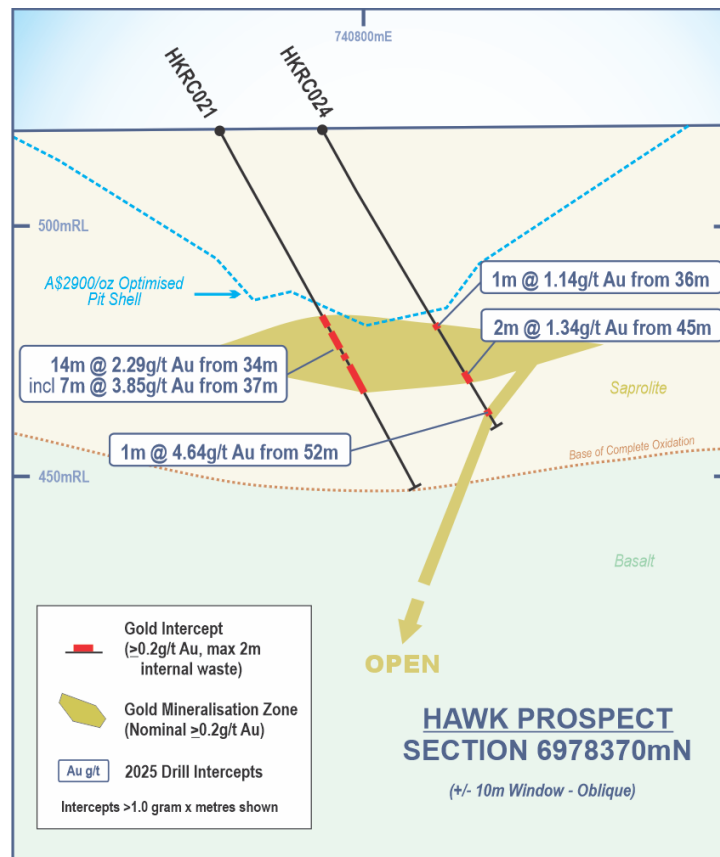 740800mE
HKRC021
HKRC024
500mRL
A$2900/oz Optimised
Pit Shell
1m @ 1.14g/t Au from 36m
2m @ 1.34g/t Au from 45m
14m @ 2.29g/t Au from 34m
incl 7m @ 3.85g/t Au from 37m
Saprolite
1m @ 4.64g/t Au from 52m
Base of Complete Oxidation
450mRL
Basalt
OPEN
Gold Intercept
(≥0.2g/t Au, max 2m
internal waste)
Gold Mineralisation Zone
(Nominal ≥0.2g/t Au)
Au g/t
2025 Drill Intercepts
Intercepts >1.0 gram x metres shown
HAWK PROSPECT
SECTION 6978370mN
(+/- 10m Window - Oblique)